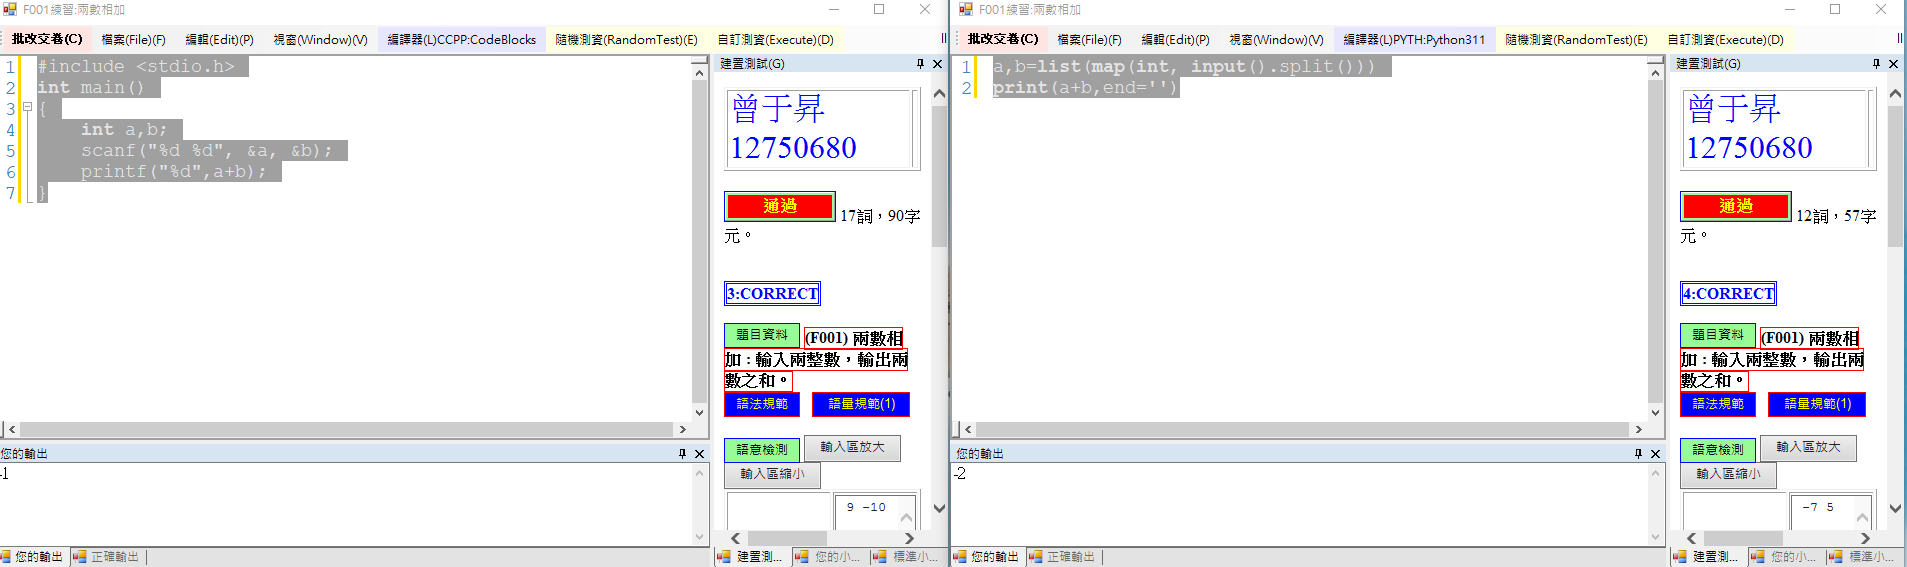 F001練習:兩數相加
批改交卷(C) 檔案(File)(F) 編輯(Edit)(P) 視窗(Window)(V) 編譯器(L)CCPP:CodeBlocks 隨機測資(RandomTest)(E) 自訂測資(Execute)(D)
1 #include <stdio.h>
2 int main()
3 {
4 int a,b;
5 scanf("%d %d", &a, &b);
6 printf("%d",a+b);
7 }
您的輸出
-1
您的輸出 正確輸出
建置測試(G)
曾于昇
12750680
通過 17詞，90字
元。
3:CORRECT
題目資料 (F001) 兩數相
加 : 輸入兩整數，輸出兩
數之和。
語法規範 語量規範(1)
語意檢測 輸入區放大
輸入區縮小
9 -10
建置測... 您的小... 標準小...
F001練習:兩數相加
批改交卷(C) 檔案(File)(F) 編輯(Edit)(P) 視窗(Window)(V) 編譯器(L)PYTH:Python311 隨機測資(RandomTest)(E) 自訂測資(Execute)(D)
1 a,b=list(map(int, input().split()))
2 print(a+b,end='')
您的輸出
-2
您的輸出 正確輸出
建置測試(G)
曾于昇
12750680
通過 12詞，57字
元。
4:CORRECT
題目資料 (F001) 兩數相
加 : 輸入兩整數，輸出兩
數之和。
語法規範 語量規範(1)
語意檢測 輸入區放大
輸入區縮小
-7 5
建置測... 您的小... 標準小...